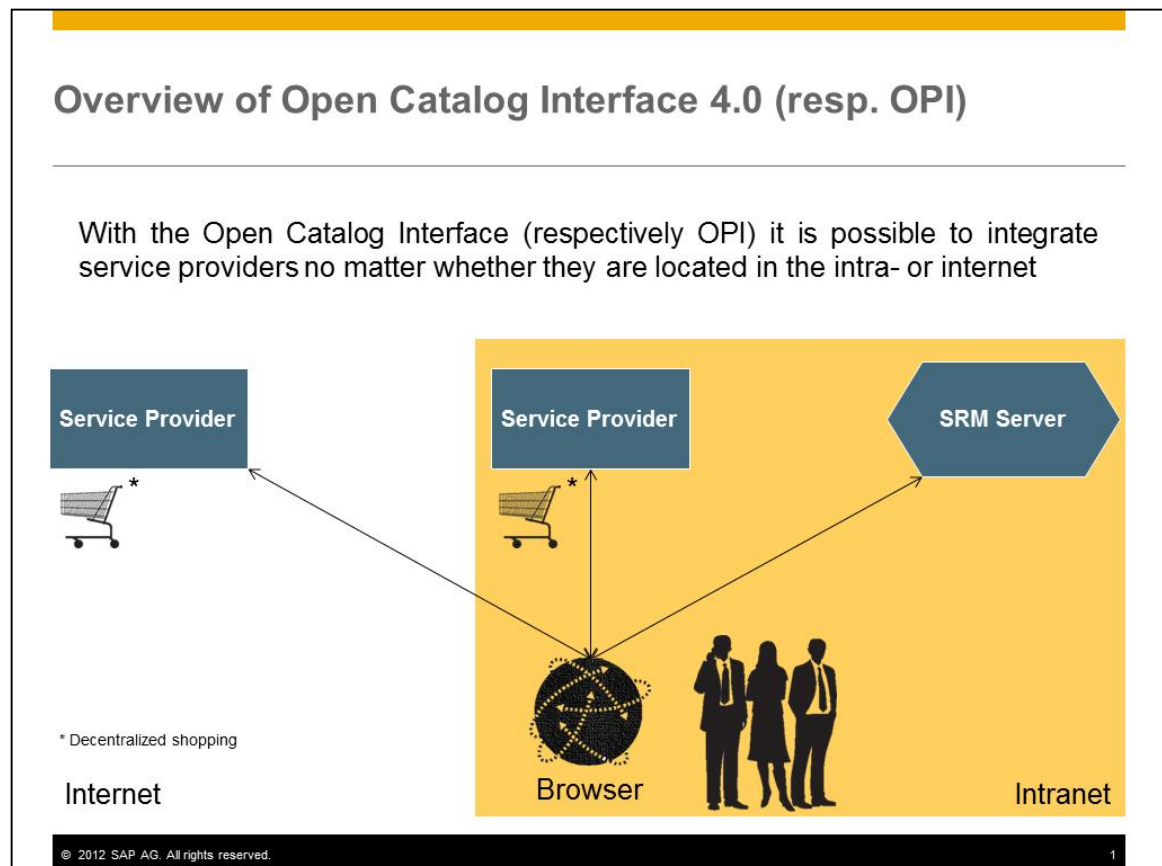 Overview of Open Catalog Interface 4.0 (resp. OPI)
With the Open Catalog Interface (respectively OPI) it is possible to integrate
service providers no matter whether they are located in the intra- or internet
Service Provider
Service Provider
SRM Server
*
*
* Decentralized shopping
Internet
Browser
Intranet
© 2012 SAP AG. All rights reserved.
1